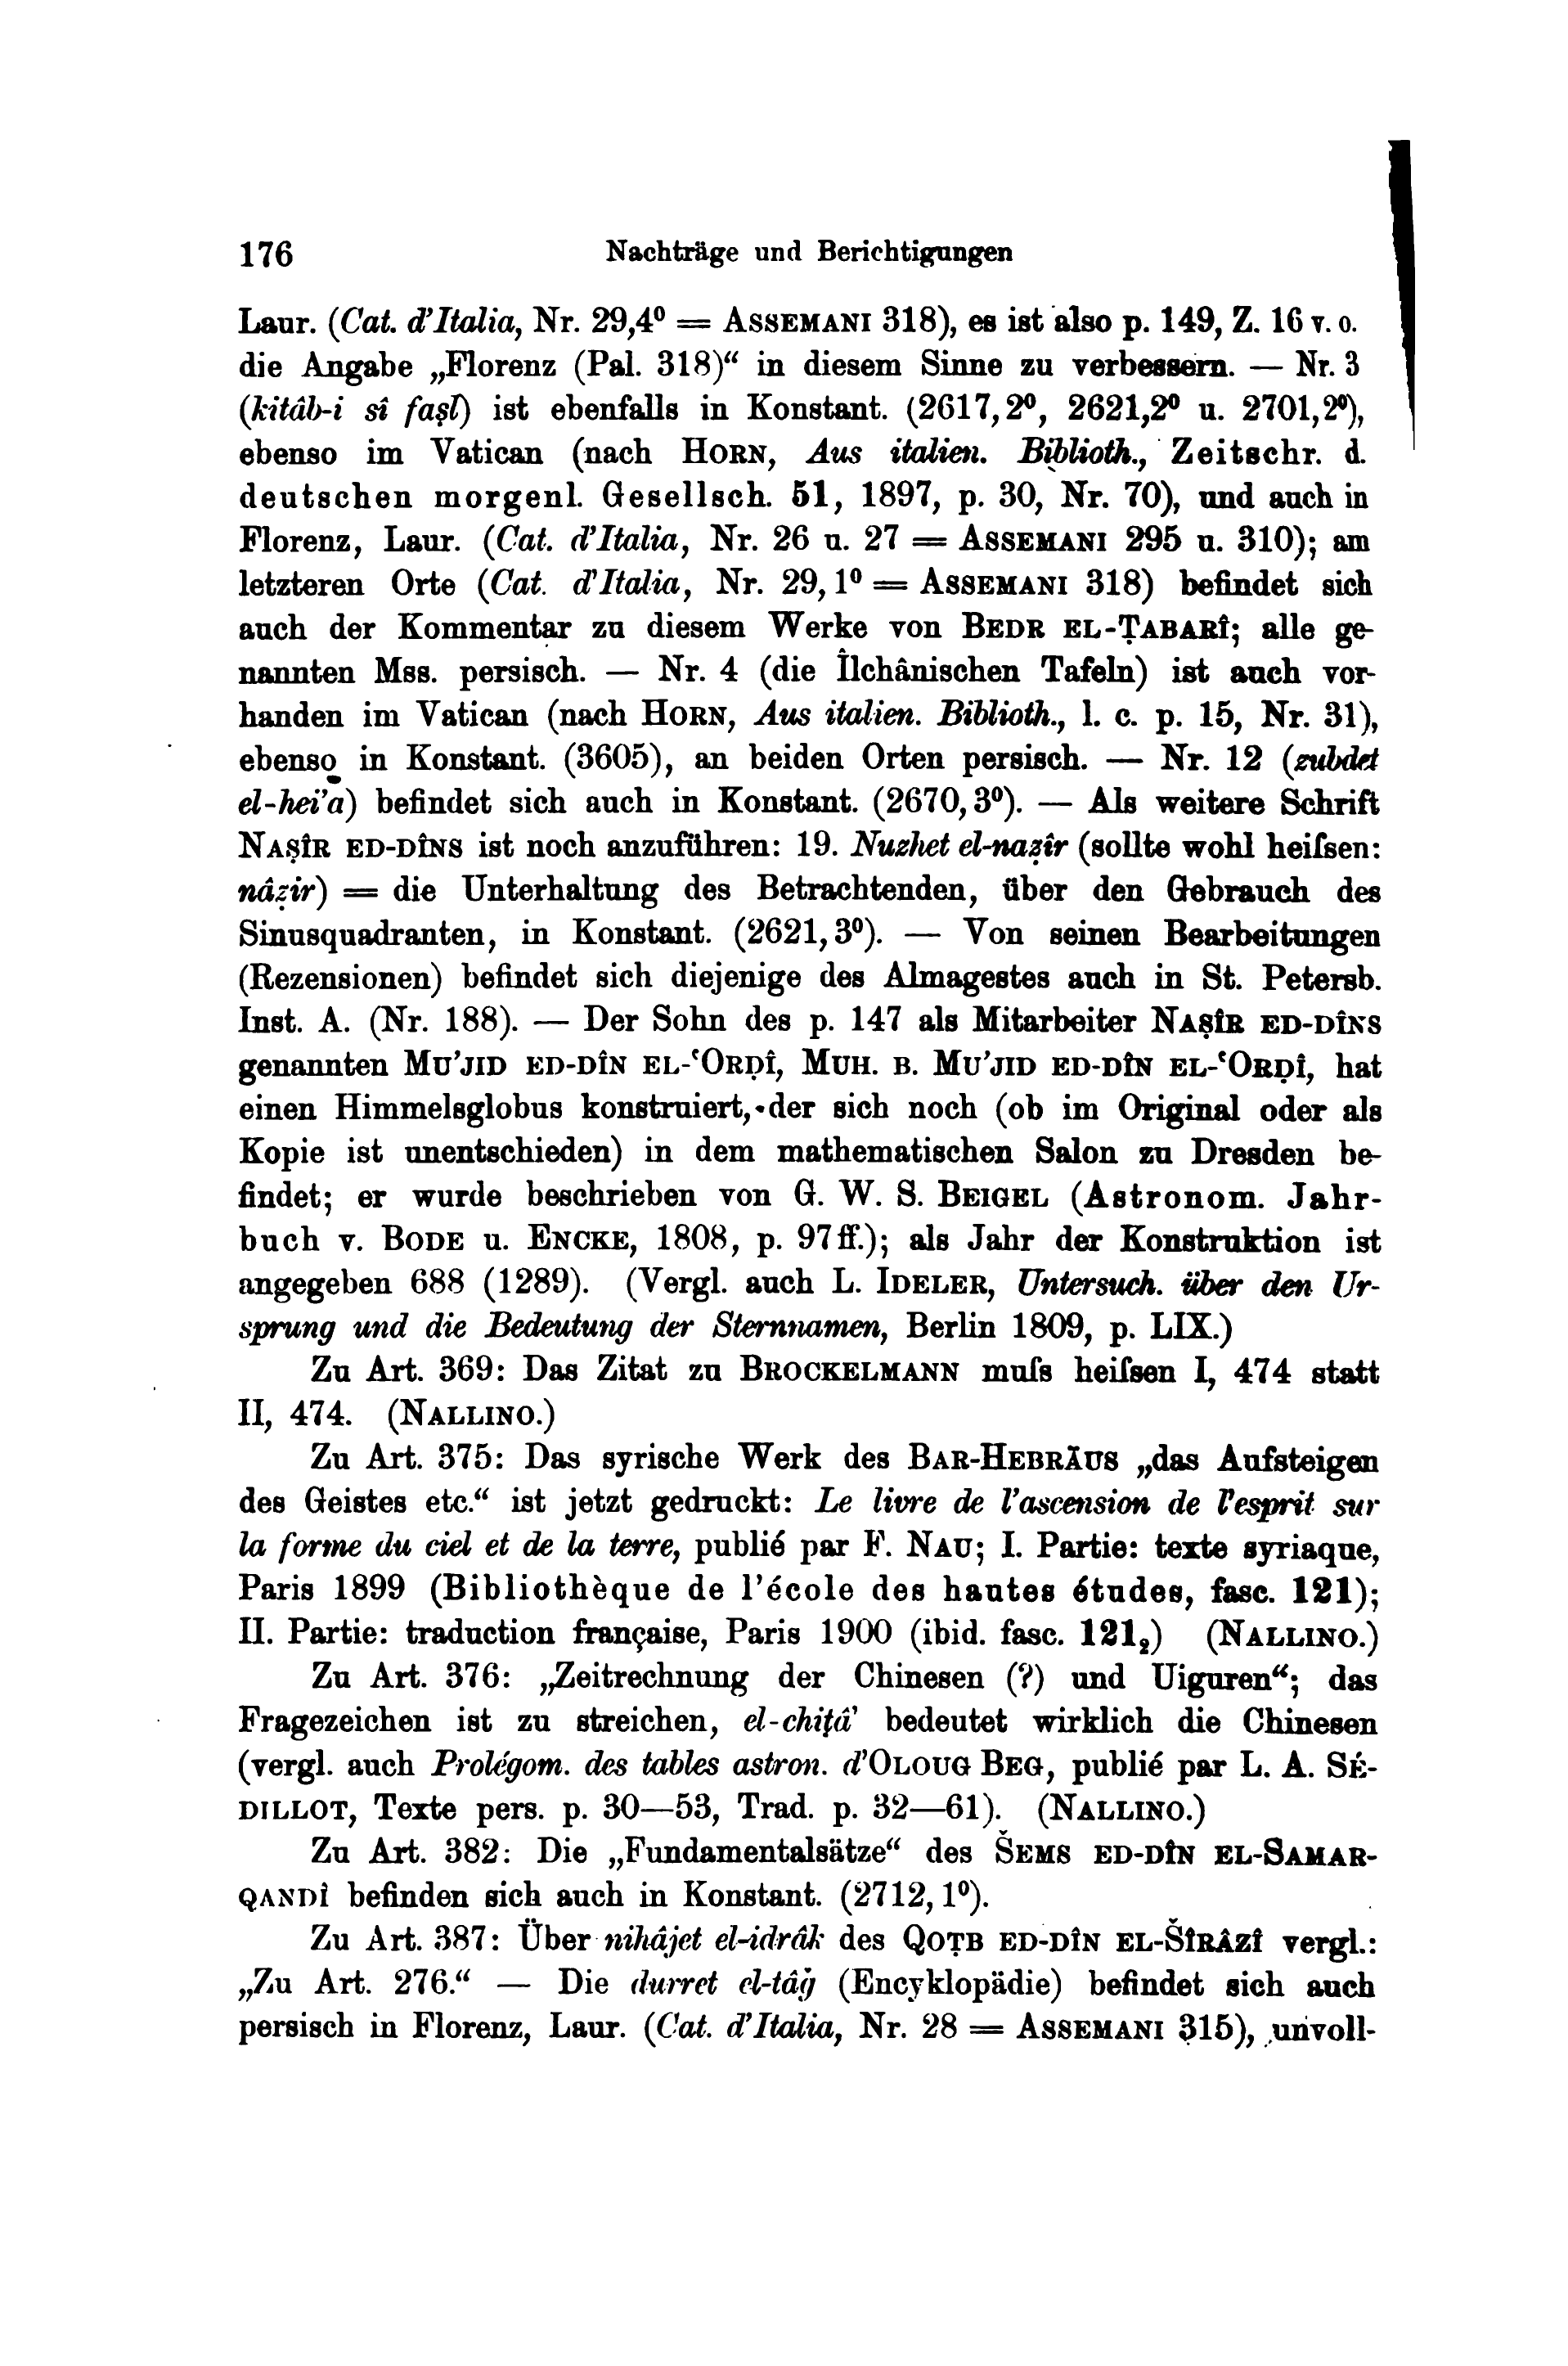 176 Nachträge und Berichtigungen
Laur. (Cat. d'Italia, Nr. 29,4⁰ = ASSEMANI 318), es ist also p. 149, Z. 16 v. o.
die Angabe „Florenz (Pal. 318)“ in diesem Sinne zu verbessern. — Nr. 3
(kitâb-i sî faṣl) ist ebenfalls in Konstant. (2617,2⁰, 2621,2⁰ u. 2701,2⁰),
ebenso im Vatican (nach HORN, Aus italien. Biblioth., Zeitschr. d.
deutschen morgenl. Gesellsch. 51, 1897, p. 30, Nr. 70), und auch in
Florenz, Laur. (Cat. d'Italia, Nr. 26 u. 27 = ASSEMANI 295 u. 310); am
letzteren Orte (Cat. d'Italia, Nr. 29, 1⁰ = ASSEMANI 318) befindet sich
auch der Kommentar zu diesem Werke von BEDR EL-ṬABARÎ; alle ge-
nannten Mss. persisch. — Nr. 4 (die Îlchânischen Tafeln) ist auch vor-
handen im Vatican (nach HORN, Aus italien. Biblioth., l. c. p. 15, Nr. 31),
ebenso in Konstant. (3605), an beiden Orten persisch. — Nr. 12 (zubdet
el-hei'a) befindet sich auch in Konstant. (2670, 3⁰). — Als weitere Schrift
NAṢÎR ED-DÎNS ist noch anzuführen: 19. Nuzhet el-naẓîr (sollte wohl heiſsen:
nâẓir) = die Unterhaltung des Betrachtenden, über den Gebrauch des
Sinusquadranten, in Konstant. (2621, 3⁰). — Von seinen Bearbeitungen
(Rezensionen) befindet sich diejenige des Almagestes auch in St. Petersb.
Inst. A. (Nr. 188). — Der Sohn des p. 147 als Mitarbeiter NAṢÎR ED-DÎNS
genannten MU'JID ED-DÎN EL-ʿORḌÎ, MUH. B. MU'JID ED-DÎN EL-ʿORḌÎ, hat
einen Himmelsglobus konstruiert, der sich noch (ob im Original oder als
Kopie ist unentschieden) in dem mathematischen Salon zu Dresden be-
findet; er wurde beschrieben von G. W. S. BEIGEL (Astronom. Jahr-
buch v. BODE u. ENCKE, 1808, p. 97 ff.); als Jahr der Konstruktion ist
angegeben 688 (1289). (Vergl. auch L. IDELER, Untersuch. über den Ur-
sprung und die Bedeutung der Sternnamen, Berlin 1809, p. LIX.)
Zu Art. 369: Das Zitat zu BROCKELMANN muſs heiſsen I, 474 statt
II, 474. (NALLINO.)
Zu Art. 375: Das syrische Werk des BAR-HEBRÄUS „das Aufsteigen
des Geistes etc.“ ist jetzt gedruckt: Le livre de l'ascension de l'esprit sur
la forme du ciel et de la terre, publié par F. NAU; I. Partie: texte syriaque,
Paris 1899 (Bibliothèque de l'école des hautes études, fasc. 121);
II. Partie: traduction française, Paris 1900 (ibid. fasc. 121₂) (NALLINO.)
Zu Art. 376: „Zeitrechnung der Chinesen (?) und Uiguren“; das
Fragezeichen ist zu streichen, el-chiṭâ' bedeutet wirklich die Chinesen
(vergl. auch Prolégom. des tables astron. d'OLOUG BEG, publié par L. A. SÉ-
DILLOT, Texte pers. p. 30—53, Trad. p. 32—61). (NALLINO.)
Zu Art. 382: Die „Fundamentalsätze“ des ŠEMS ED-DÎN EL-SAMAR-
QANDÎ befinden sich auch in Konstant. (2712, 1⁰).
Zu Art. 387: Über nihâjet el-idrâk des QOṬB ED-DÎN EL-ŠÎRÂZÎ vergl.:
„Zu Art. 276.“ — Die durret el-tâǧ (Encyklopädie) befindet sich auch
persisch in Florenz, Laur. (Cat. d'Italia, Nr. 28 = ASSEMANI 315), unvoll-